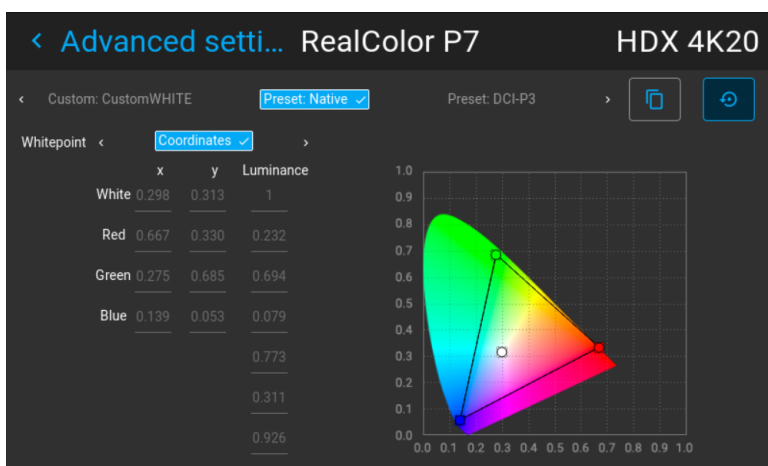 ‹ Advanced setti... RealColor P7 HDX 4K20
‹ Custom: CustomWHITE Preset: Native ✓ Preset: DCI-P3 ›
Whitepoint ‹ Coordinates ✓ ›
x y Luminance
White 0.298 0.313 1
Red 0.667 0.330 0.232
Green 0.275 0.685 0.694
Blue 0.139 0.053 0.079
0.773
0.311
0.926
1.0
0.9
0.8
0.7
0.6
0.5
0.4
0.3
0.2
0.1
0.0
0.0 0.1 0.2 0.3 0.4 0.5 0.6 0.7 0.8 0.9 1.0